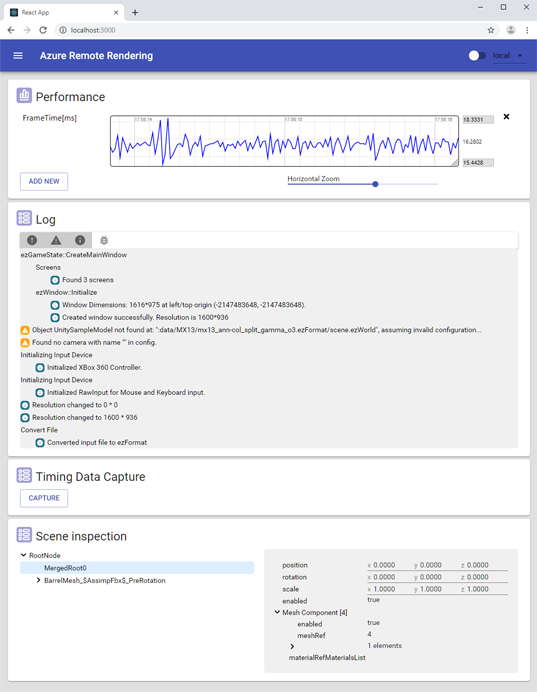 React App
localhost:3000
Azure Remote Rendering
local
Performance
FrameTime[ms]
17:58:14
17:58:15
17:58:16
18.3331
16.2802
15.4428
ADD NEW
Horizontal Zoom
Log
ezGameState::CreateMainWindow
Screens
Found 3 screens
ezWindow::Initialize
Window Dimensions: 1616*975 at left/top origin (-2147483648, -2147483648).
Created window successfully. Resolution is 1600*936
Object UnitySampleModel not found at: ":data/MX13/mx13_ann-col_split_gamma_o3.ezFormat/scene.ezWorld", assuming invalid configuration...
Found no camera with name "" in config.
Initializing Input Device
Initialized XBox 360 Controller.
Initializing Input Device
Initialized RawInput for Mouse and Keyboard input.
Resolution changed to 0 * 0
Resolution changed to 1600 * 936
Convert File
Converted input file to ezFormat
Timing Data Capture
CAPTURE
Scene inspection
RootNode
MergedRoot0
BarrelMesh_$AssimpFbx$_PreRotation
position x 0.0000 y 0.0000 z 0.0000
rotation x 0.0000 y 0.0000 z 0.0000
scale x 1.0000 y 1.0000 z 1.0000
enabled true
Mesh Component [4]
enabled true
meshRef 4
1 elements
materialRefMaterialsList